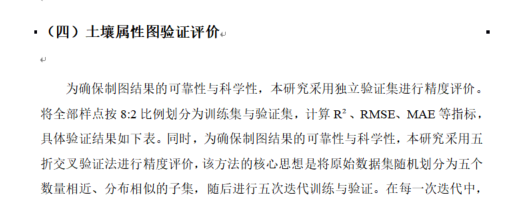 （四）土壤属性图验证评价
为确保制图结果的可靠性与科学性，本研究采用独立验证集进行精度评价。
将全部样点按 8:2 比例划分为训练集与验证集，计算 R²、RMSE、MAE 等指标，
具体验证结果如下表。同时，为确保制图结果的可靠性与科学性，本研究采用五
折交叉验证法进行精度评价，该方法的核心思想是将原始数据集随机划分为五个
数量相近、分布相似的子集，随后进行五次迭代训练与验证。在每一次迭代中，